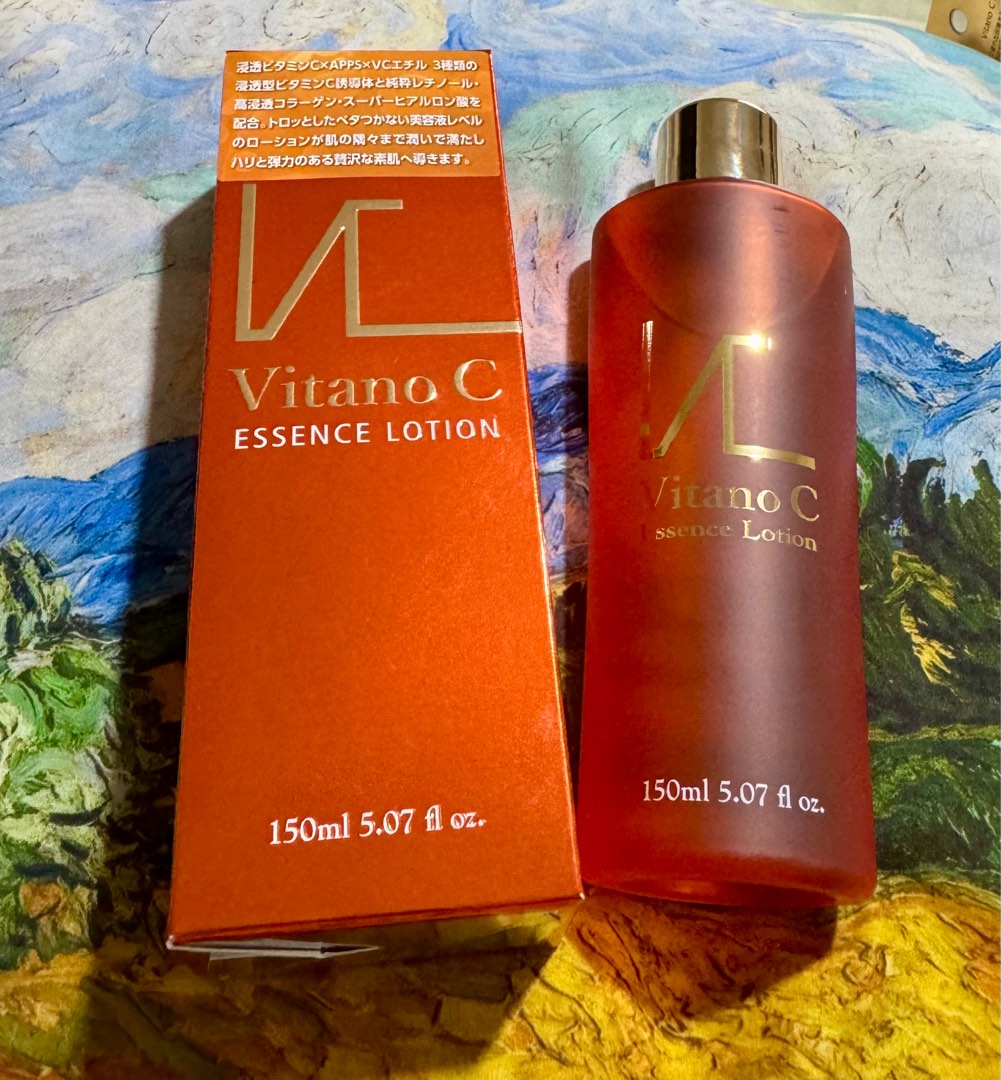 浸透ビタミンC×APPS×VCエチル 3種類の
浸透型ビタミンC誘導体と純粋レチノール・
高浸透コラーゲン・スーパーヒアルロン酸を
配合。トロッとしたベタつかない美容液レベル
のローションが肌の隅々まで潤いで満たし
ハリと弾力のある贅沢な素肌へ導きます。
VC
Vitano C
ESSENCE LOTION
150ml 5.07 fl oz.
VC
Vitano C
Essence Lotion
150ml 5.07 fl oz.
Vitano C